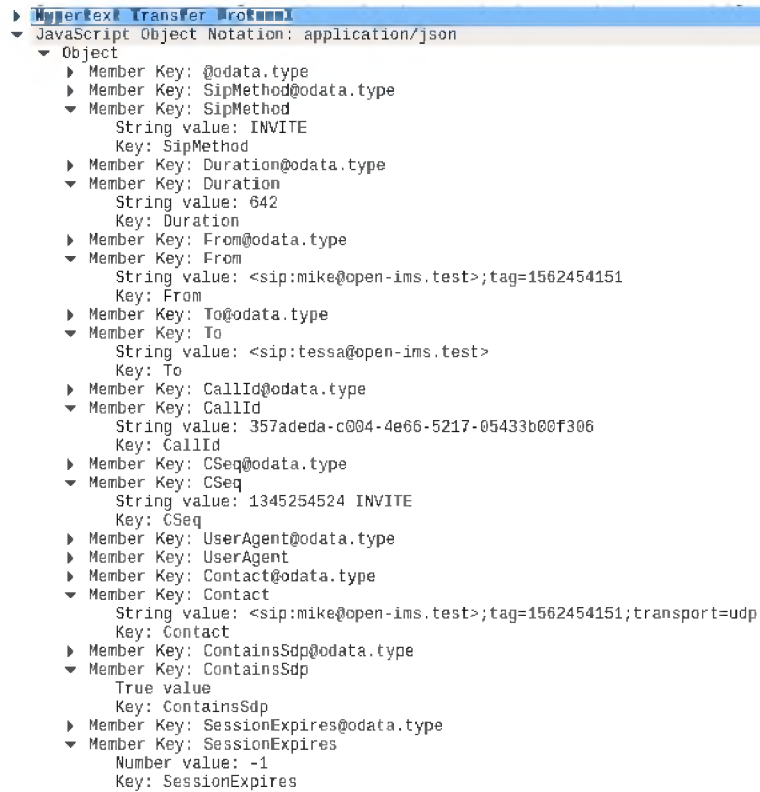 Hypertext Transfer Protocol
JavaScript Object Notation: application/json
Object
Member Key: @odata.type
Member Key: SipMethod@odata.type
Member Key: SipMethod
String value: INVITE
Key: SipMethod
Member Key: Duration@odata.type
Member Key: Duration
String value: 642
Key: Duration
Member Key: From@odata.type
Member Key: From
String value: <sip:mike@open-ims.test>;tag=1562454151
Key: From
Member Key: To@odata.type
Member Key: To
String value: <sip:tessa@open-ims.test>
Key: To
Member Key: CallId@odata.type
Member Key: CallId
String value: 357adeda-c004-4e66-5217-05433b00f306
Key: CallId
Member Key: CSeq@odata.type
Member Key: CSeq
String value: 1345254524 INVITE
Key: CSeq
Member Key: UserAgent@odata.type
Member Key: UserAgent
Member Key: Contact@odata.type
Member Key: Contact
String value: <sip:mike@open-ims.test>;tag=1562454151;transport=udp
Key: Contact
Member Key: ContainsSdp@odata.type
Member Key: ContainsSdp
True value
Key: ContainsSdp
Member Key: SessionExpires@odata.type
Member Key: SessionExpires
Number value: -1
Key: SessionExpires